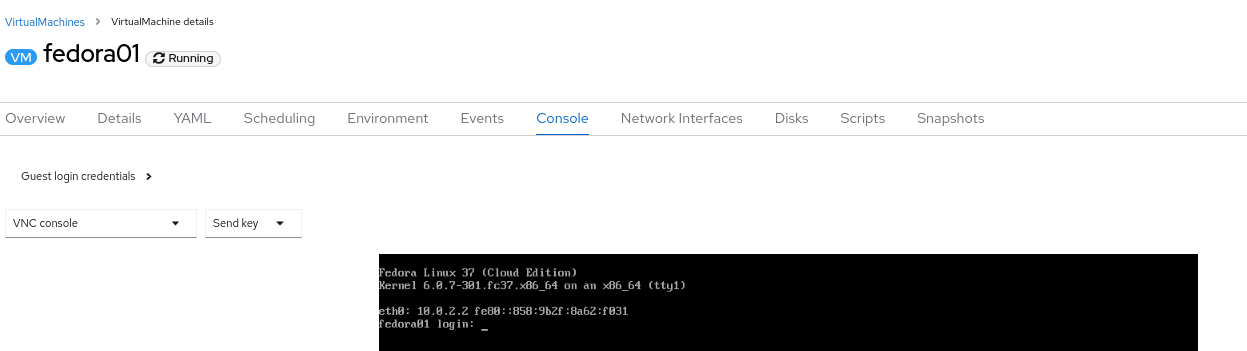 VirtualMachines > VirtualMachine details
VM fedora01 Running
Overview Details YAML Scheduling Environment Events Console Network Interfaces Disks Scripts Snapshots
Guest login credentials
VNC console Send key
Fedora Linux 37 (Cloud Edition)
Kernel 6.0.7-301.fc37.x86_64 on an x86_64 (tty1)
eth0: 10.0.2.2 fe80::858:9b2f:8a62:f031
fedora01 login: _